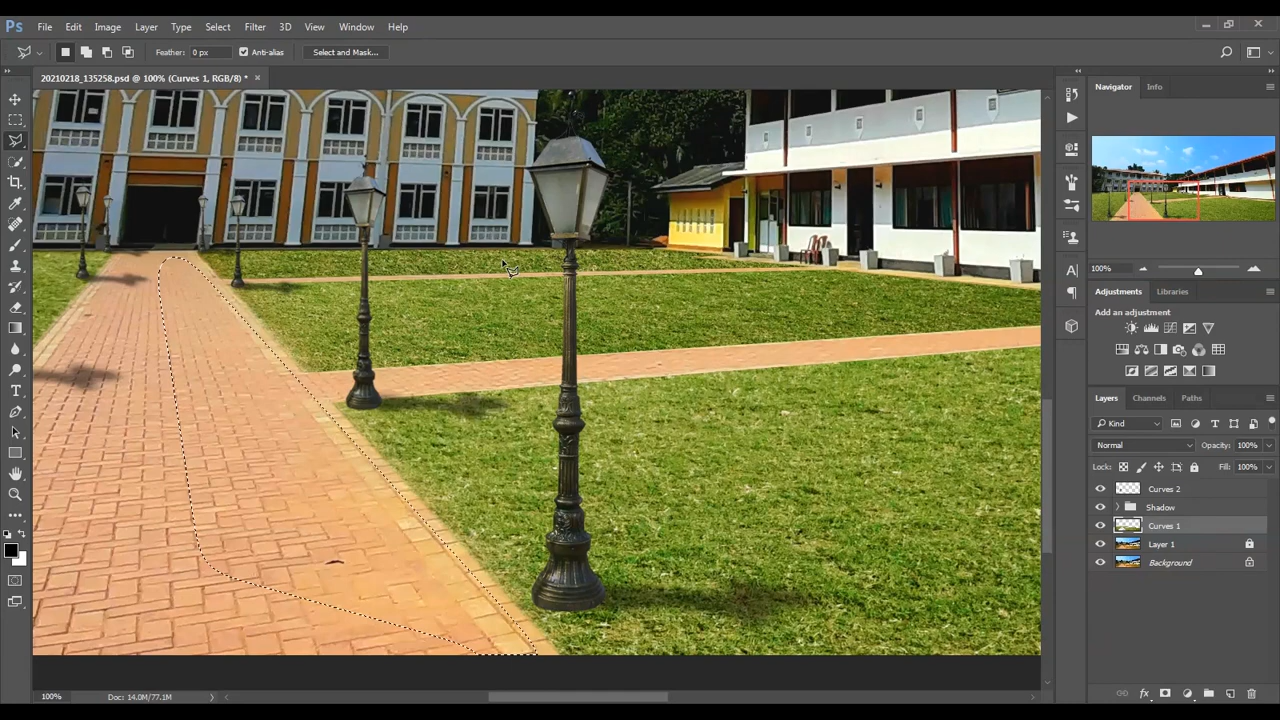 Ps File Edit Image Layer Type Select Filter 3D View Window Help
Feather: 0 px Anti-alias Select and Mask...
20210218_135258.psd @ 100% (Curves 1, RGB/8) *
Navigator Info
100%
Adjustments Libraries
Add an adjustment
Layers Channels Paths
Kind
Normal Opacity: 100%
Lock: Fill: 100%
Curves 2
Shadow
Curves 1
Layer 1
Background
100% Doc: 14.0M/77.1M